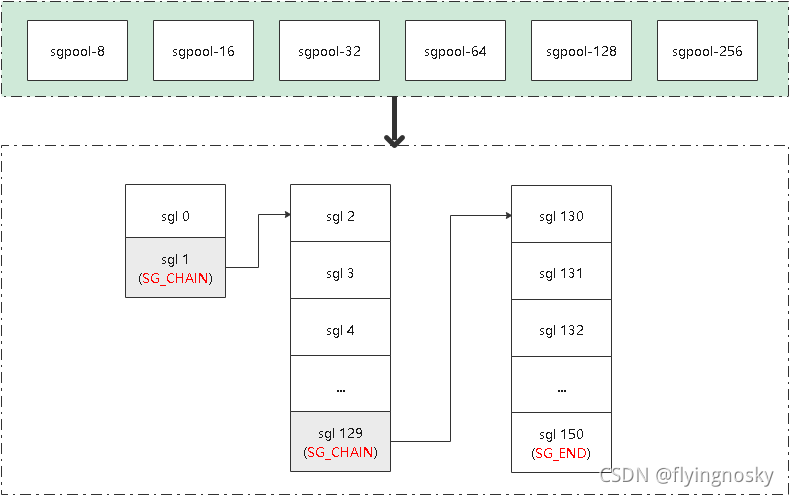 sgpool-8
sgpool-16
sgpool-32
sgpool-64
sgpool-128
sgpool-256
sgl 0
sgl 1
(SG_CHAIN)
sgl 2
sgl 3
sgl 4
...
sgl 129
(SG_CHAIN)
sgl 130
sgl 131
sgl 132
...
sgl 150
(SG_END)
CSDN @flyingnosky